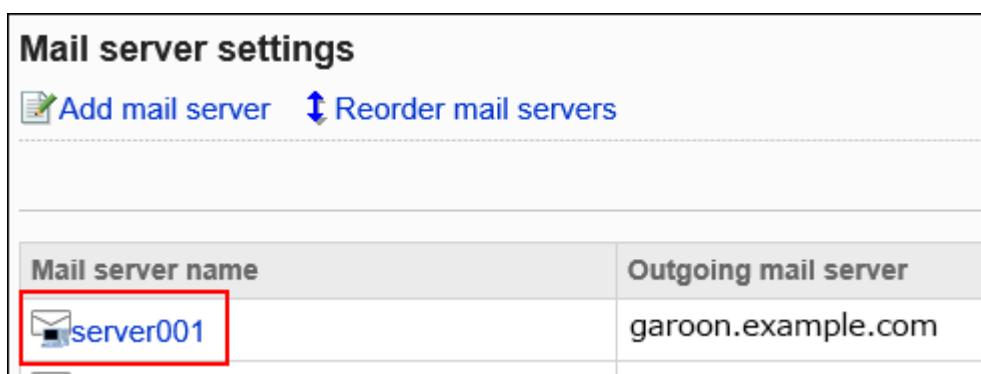 Mail server settings
Add mail server Reorder mail servers
Mail server name Outgoing mail server
server001 garoon.example.com